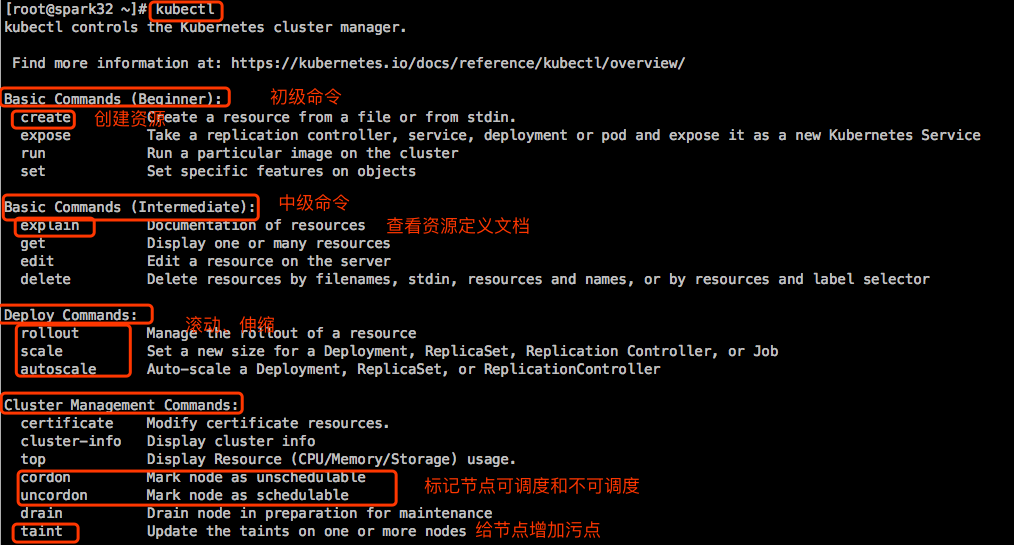 [root@spark32 ~]# kubectl
kubectl controls the Kubernetes cluster manager.
Find more information at: https://kubernetes.io/docs/reference/kubectl/overview/
Basic Commands (Beginner): 初级命令
create 创建资源 Create a resource from a file or from stdin.
expose Take a replication controller, service, deployment or pod and expose it as a new Kubernetes Service
run Run a particular image on the cluster
set Set specific features on objects
Basic Commands (Intermediate): 中级命令
explain Documentation of resources 查看资源定义文档
get Display one or many resources
edit Edit a resource on the server
delete Delete resources by filenames, stdin, resources and names, or by resources and label selector
Deploy Commands: 滚动、伸缩
rollout Manage the rollout of a resource
scale Set a new size for a Deployment, ReplicaSet, Replication Controller, or Job
autoscale Auto-scale a Deployment, ReplicaSet, or ReplicationController
Cluster Management Commands:
certificate Modify certificate resources.
cluster-info Display cluster info
top Display Resource (CPU/Memory/Storage) usage.
cordon Mark node as unschedulable 标记节点可调度和不可调度
uncordon Mark node as schedulable
drain Drain node in preparation for maintenance
taint Update the taints on one or more nodes 给节点增加污点